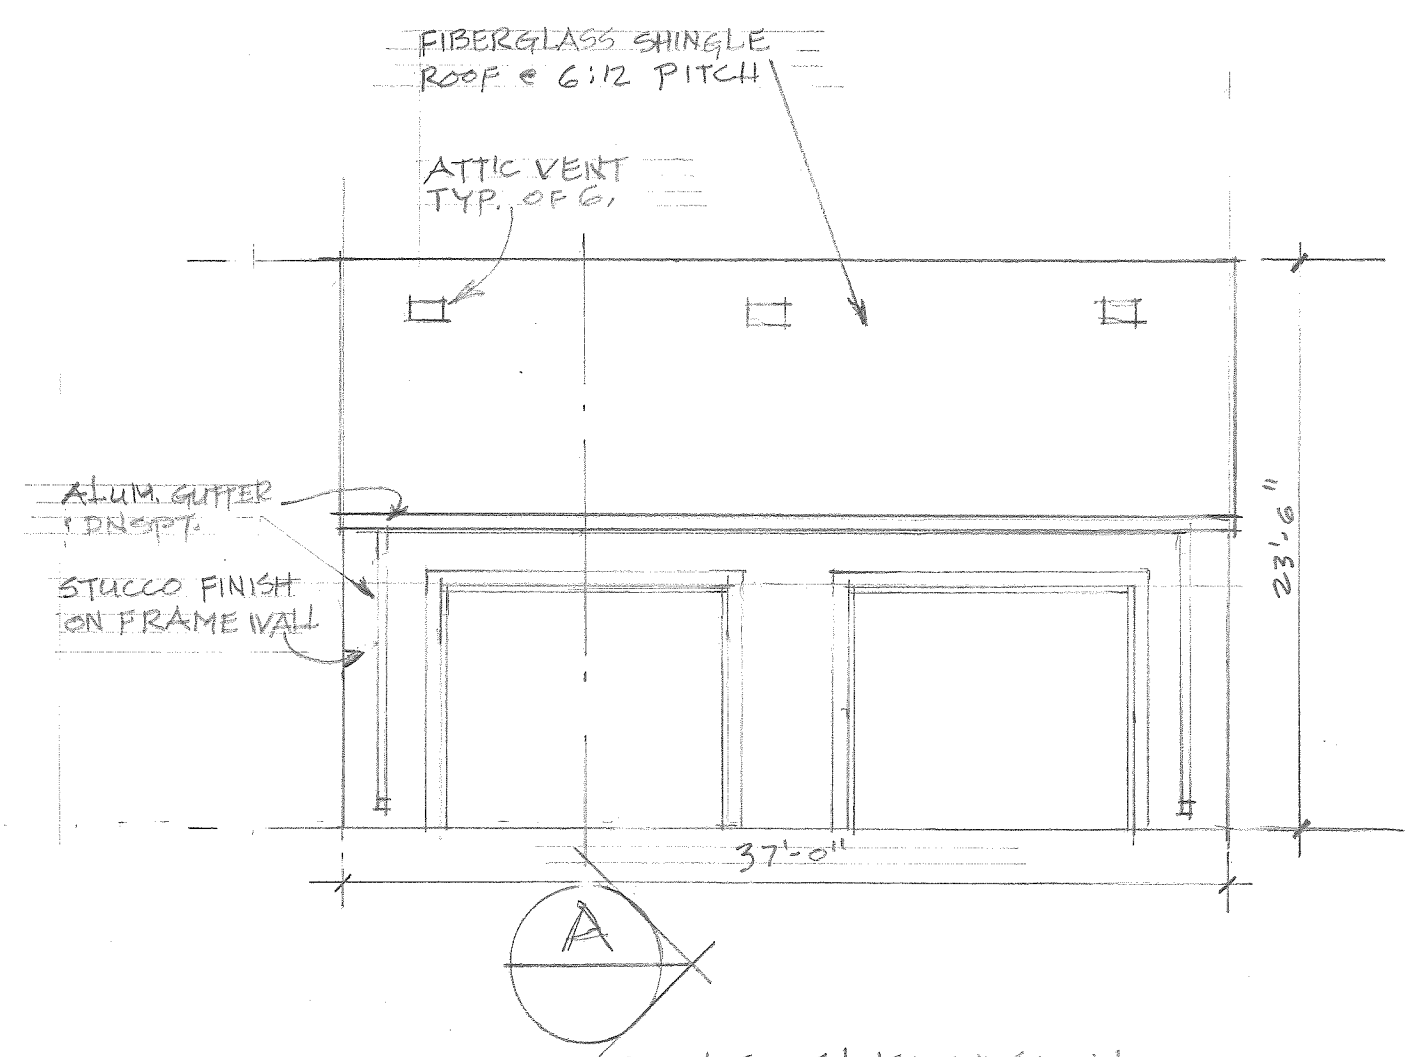 FIBERGLASS SHINGLE
ROOF @ 6:12 PITCH
ATTIC VENT
TYP. OF 6.
ALUM. GUTTER
& DNSPT.
STUCCO FINISH
ON FRAME WALL
23'-6"
37'-0"
A